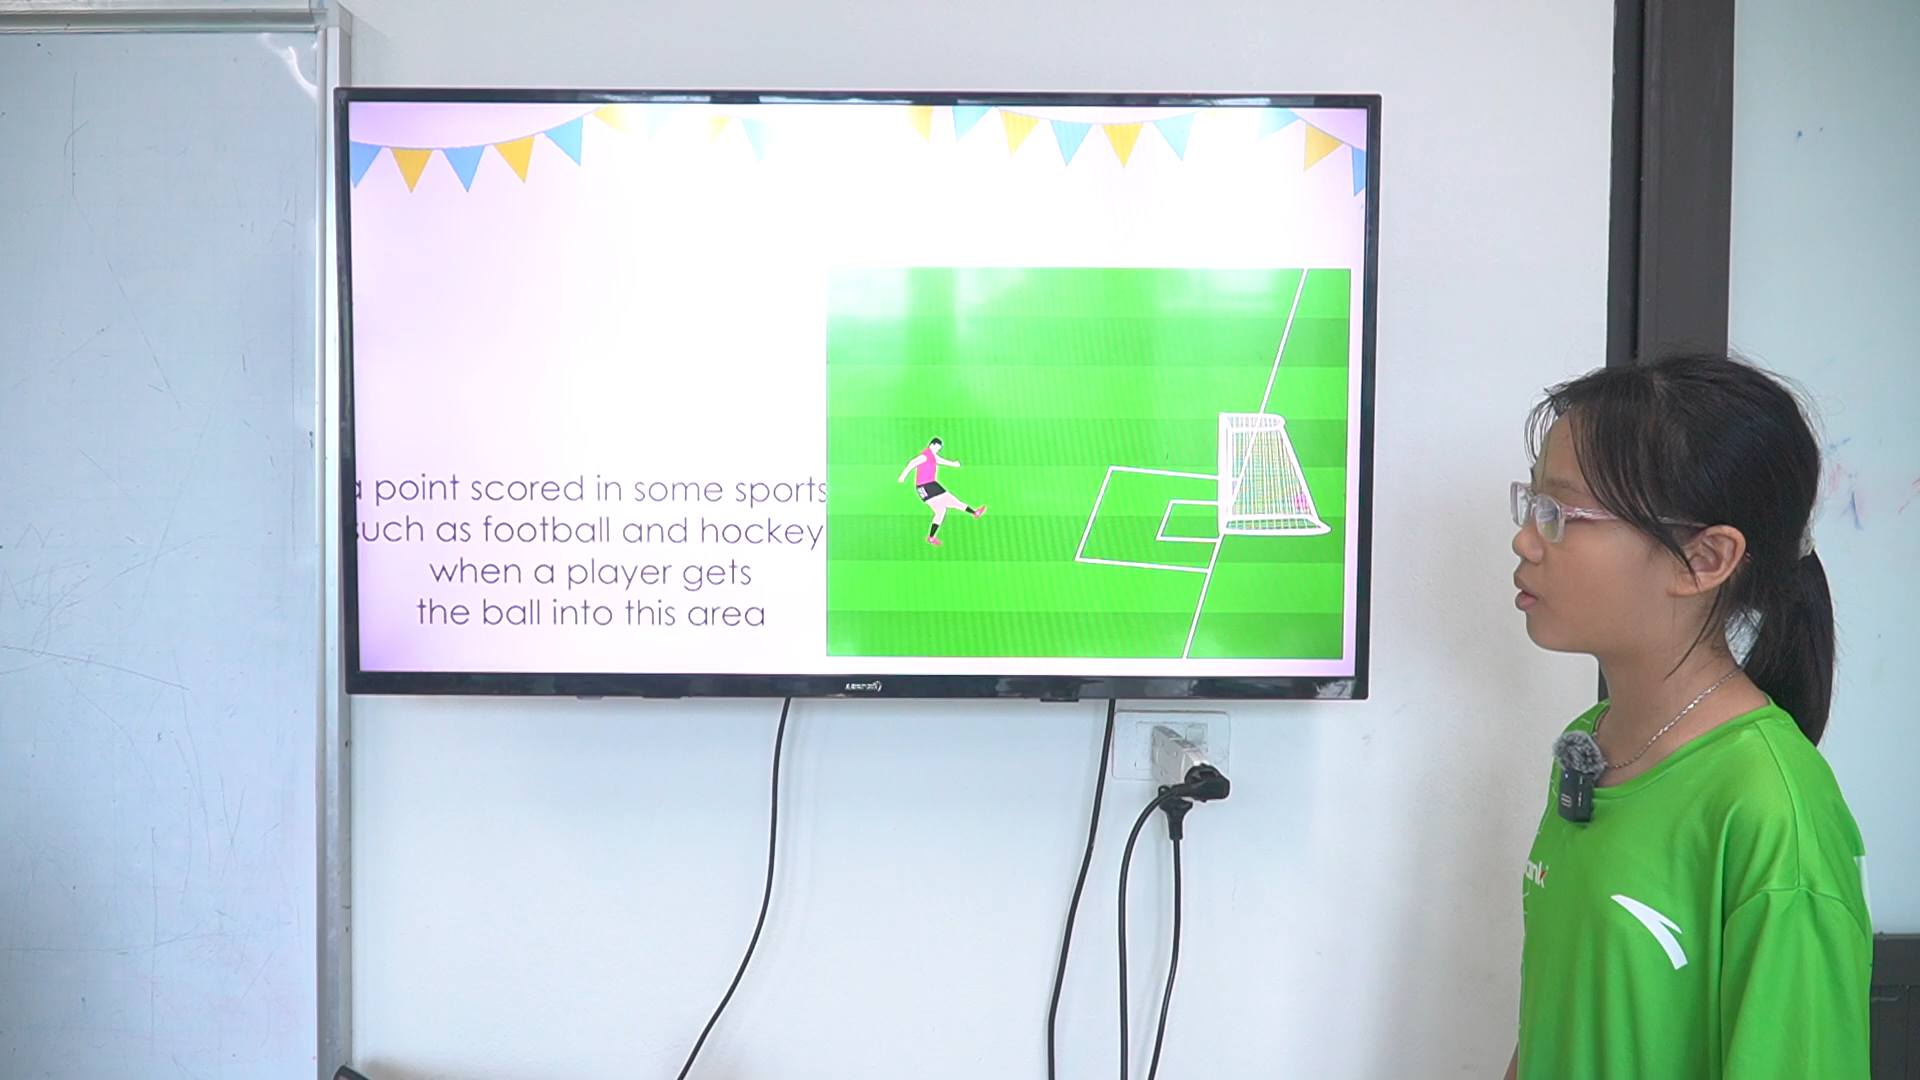 a point scored in some sports
such as football and hockey
when a player gets
the ball into this area